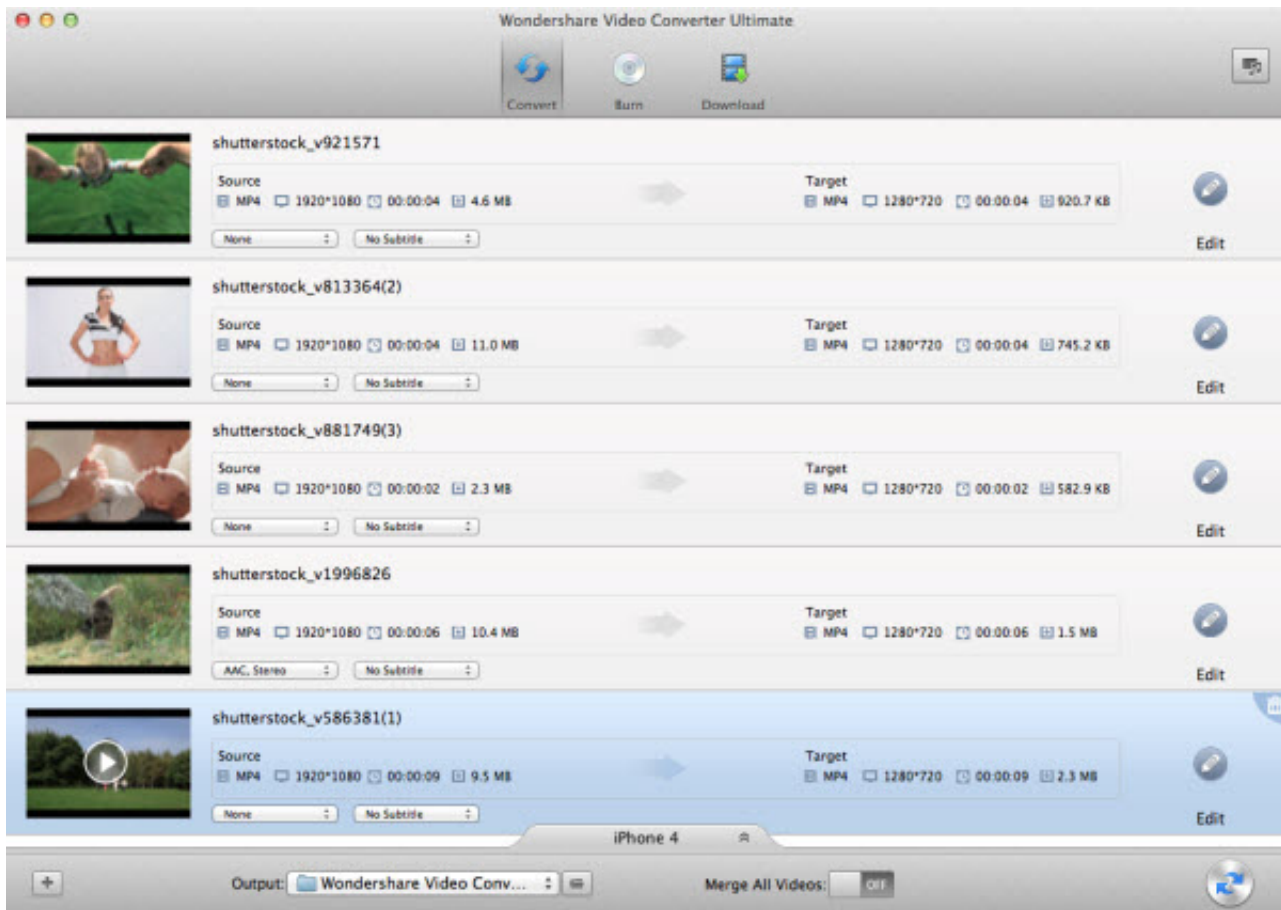 Wondershare Video Converter Ultimate
Convert Burn Download
shutterstock_v921571
Source Target
MP4 1920*1080 00:00:04 4.6 MB MP4 1280*720 00:00:04 920.7 KB
None No Subtitle Edit
shutterstock_v813364(2)
Source Target
MP4 1920*1080 00:00:04 11.0 MB MP4 1280*720 00:00:04 745.2 KB
None No Subtitle Edit
shutterstock_v881749(3)
Source Target
MP4 1920*1080 00:00:02 2.3 MB MP4 1280*720 00:00:02 582.9 KB
None No Subtitle Edit
shutterstock_v1996826
Source Target
MP4 1920*1080 00:00:06 10.4 MB MP4 1280*720 00:00:06 1.5 MB
AAC, Stereo No Subtitle Edit
shutterstock_v586381(1)
Source Target
MP4 1920*1080 00:00:09 9.5 MB MP4 1280*720 00:00:09 2.3 MB
None No Subtitle Edit
iPhone 4
Output: Wondershare Video Conv... Merge All Videos: OFF